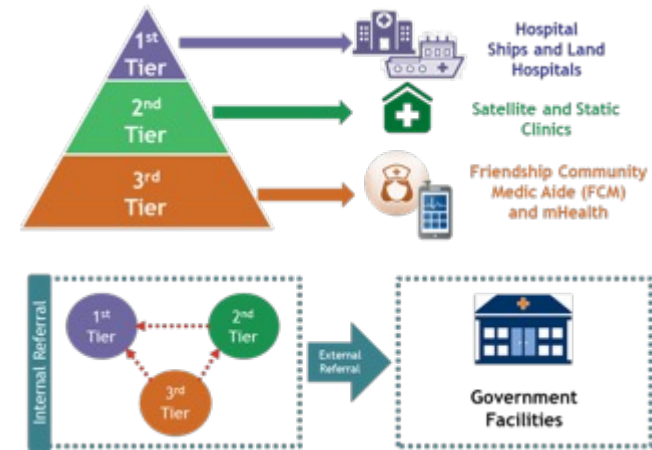 1st
Tier
Hospital
Ships and Land
Hospitals
2nd
Tier
Satellite and Static
Clinics
3rd
Tier
Friendship Community
Medic Aide (FCM)
and mHealth
Internal Referral
1st
Tier
2nd
Tier
3rd
Tier
External
Referral
Government
Facilities